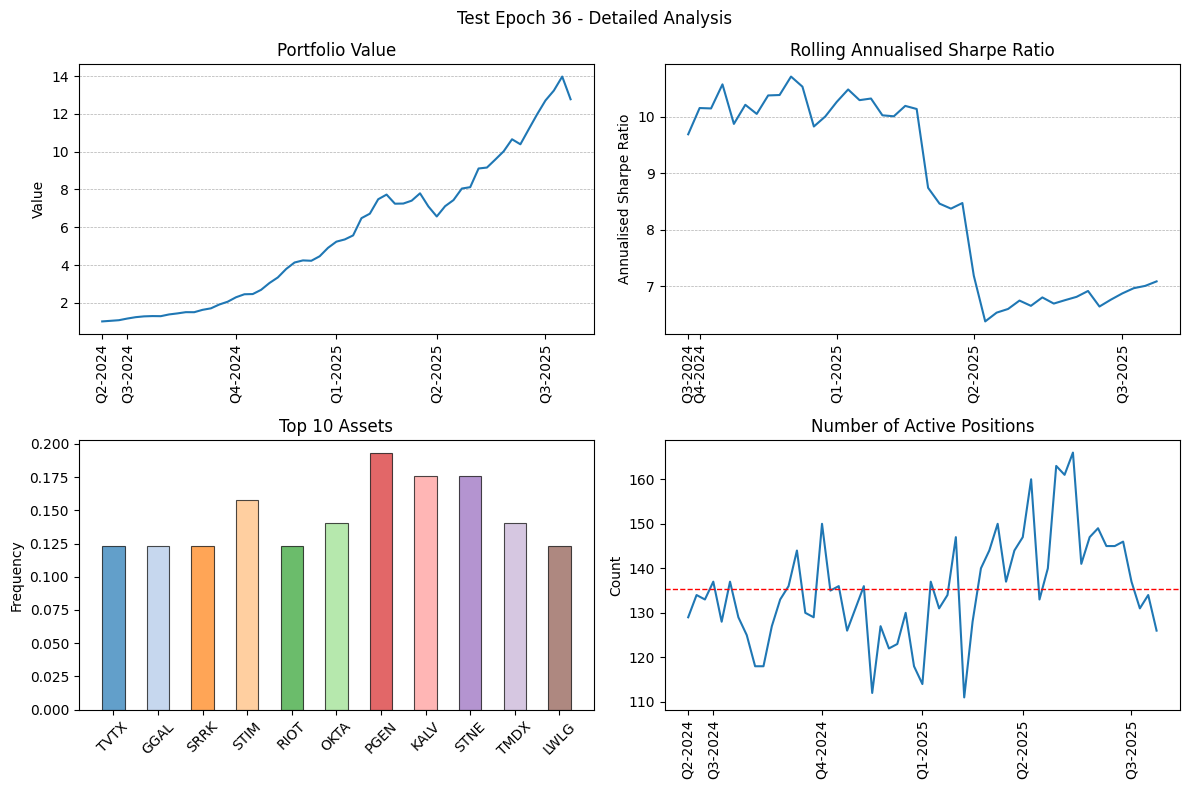 Test Epoch 36 - Detailed Analysis
Portfolio Value
Value
14
12
10
8
6
4
2
Q2-2024
Q3-2024
Q4-2024
Q1-2025
Q2-2025
Q3-2025
Rolling Annualised Sharpe Ratio
Annualised Sharpe Ratio
10
9
8
7
Q3-2024
Q4-2024
Q1-2025
Q2-2025
Q3-2025
Top 10 Assets
Frequency
0.200
0.175
0.150
0.125
0.100
0.075
0.050
0.025
0.000
TVTX
GGAL
SRRK
STIM
RIOT
OKTA
PGEN
KALV
STNE
TMDX
LWLG
Number of Active Positions
Count
160
150
140
130
120
110
Q2-2024
Q3-2024
Q4-2024
Q1-2025
Q2-2025
Q3-2025